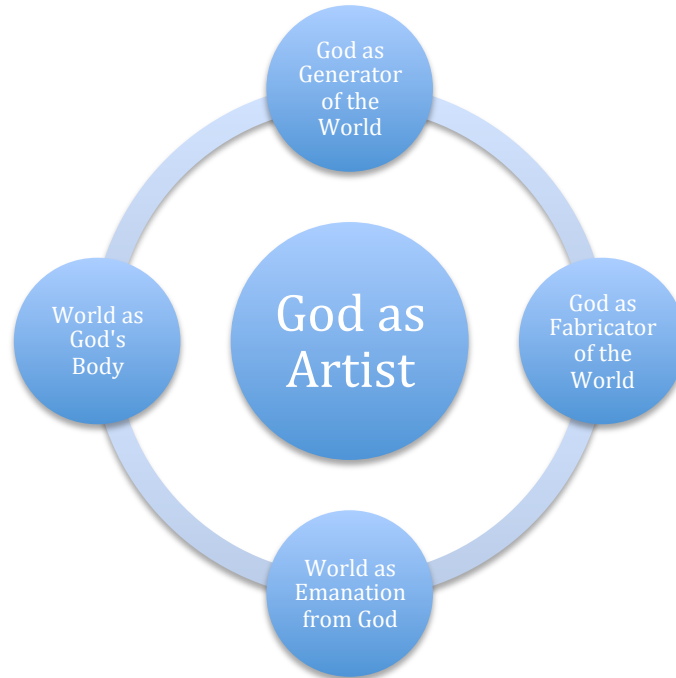 God as
Generator
of the
World
World as
God's
Body
God as
Artist
God as
Fabricator
of the
World
World as
Emanation
from God